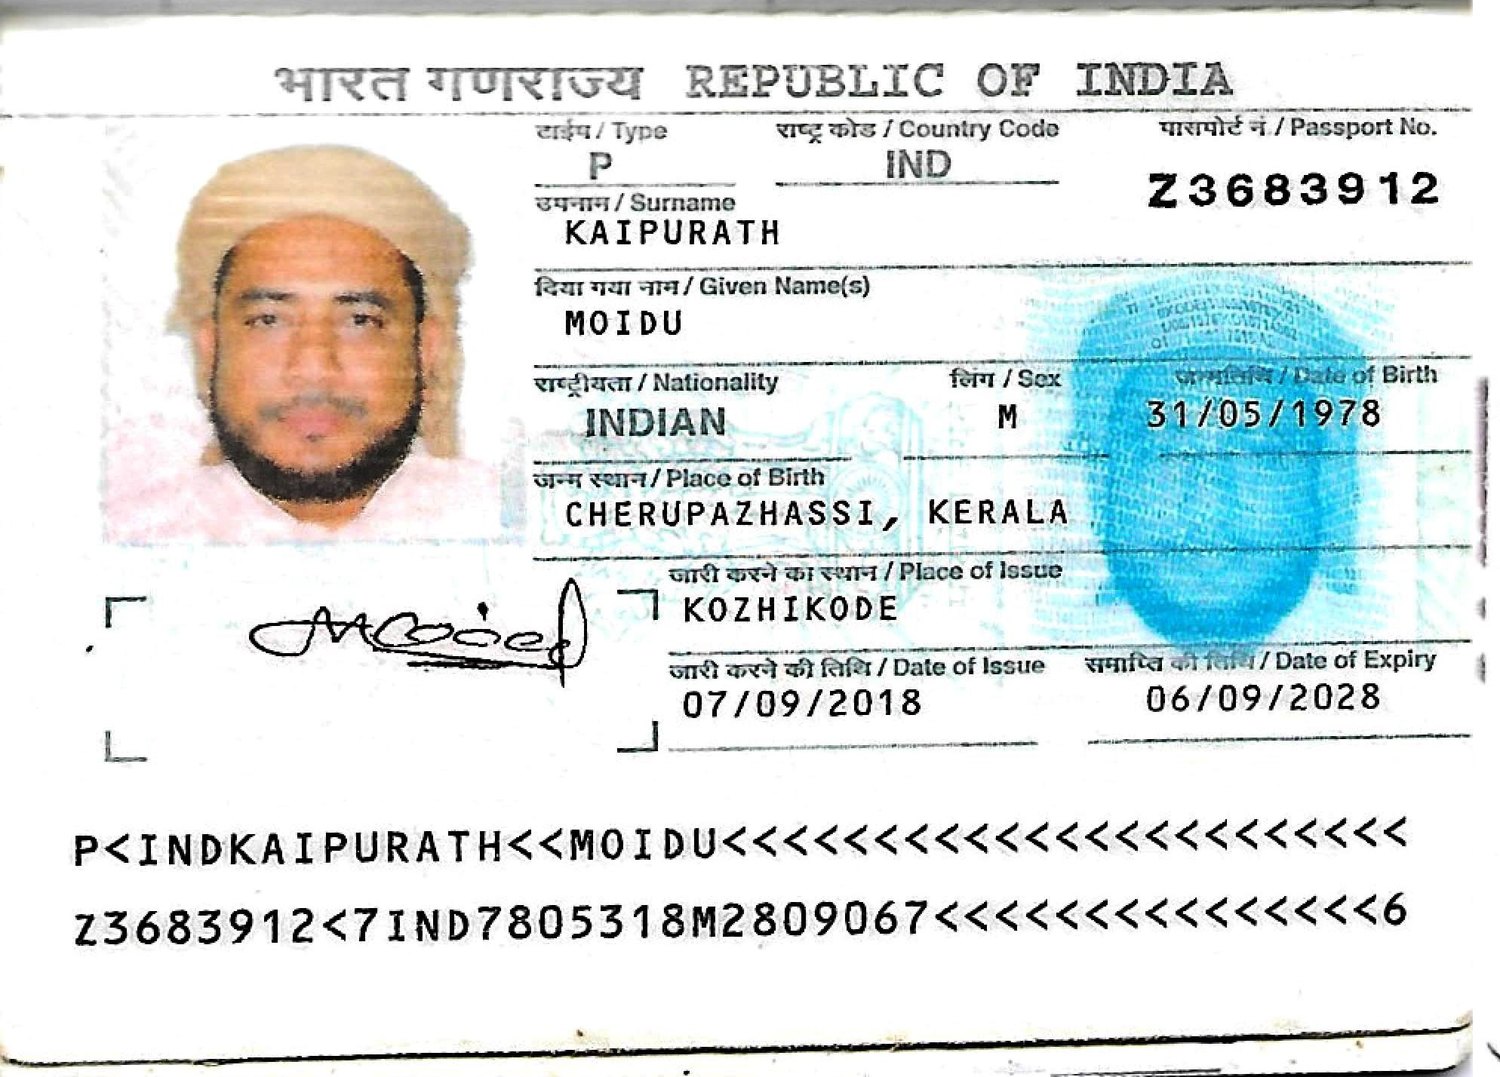 भारत गणराज्य REPUBLIC OF INDIA
टाईप / Type राष्ट्र कोड / Country Code पासपोर्ट नं. / Passport No.
P IND Z3683912
उपनाम / Surname
KAIPURATH
दिया गया नाम / Given Name(s)
MOIDU
राष्ट्रीयता / Nationality लिंग / Sex जन्मतिथि / Date of Birth
INDIAN M 31/05/1978
जन्म स्थान / Place of Birth
CHERUPAZHASSI, KERALA
जारी करने का स्थान / Place of Issue
KOZHIKODE
जारी करने की तिथि / Date of Issue समाप्ति की तिथि / Date of Expiry
07/09/2018 06/09/2028
P<INDKAIPURATH<<MOIDU<<<<<<<<<<<<<<<<<<<<<<<
Z3683912<7IND7805318M2809067<<<<<<<<<<<<<<<6